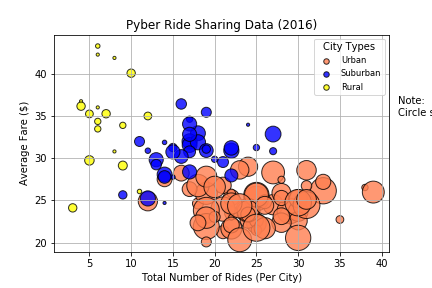 Pyber Ride Sharing Data (2016)
City Types
Urban
Suburban
Rural
Note:
Circle s
Average Fare ($)
40
35
30
25
20
5
10
15
20
25
30
35
40
Total Number of Rides (Per City)